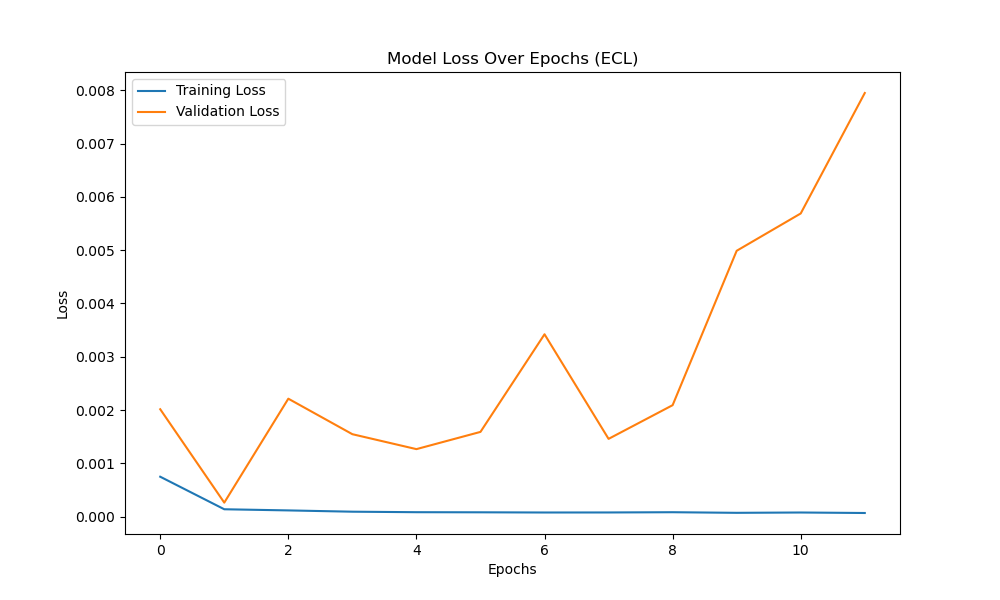 Model Loss Over Epochs (ECL)
Training Loss
Validation Loss
0.008
0.007
0.006
0.005
0.004
0.003
0.002
0.001
0.000
Loss
0 2 4 6 8 10
Epochs